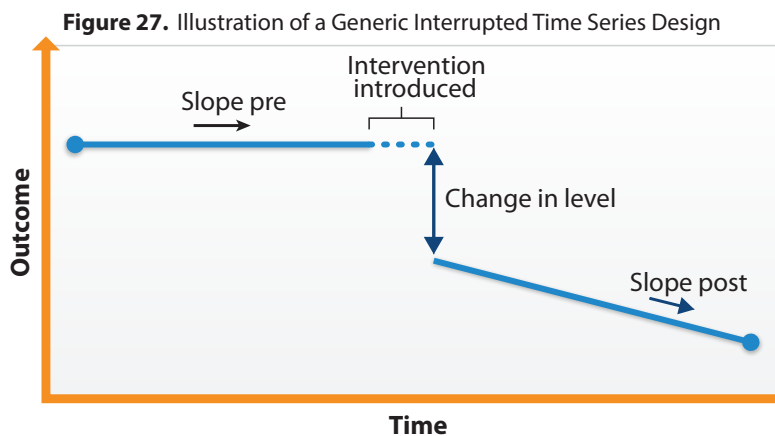 Figure 27. Illustration of a Generic Interrupted Time Series Design
Intervention
introduced
Slope pre
Change in level
Slope post
Outcome
Time